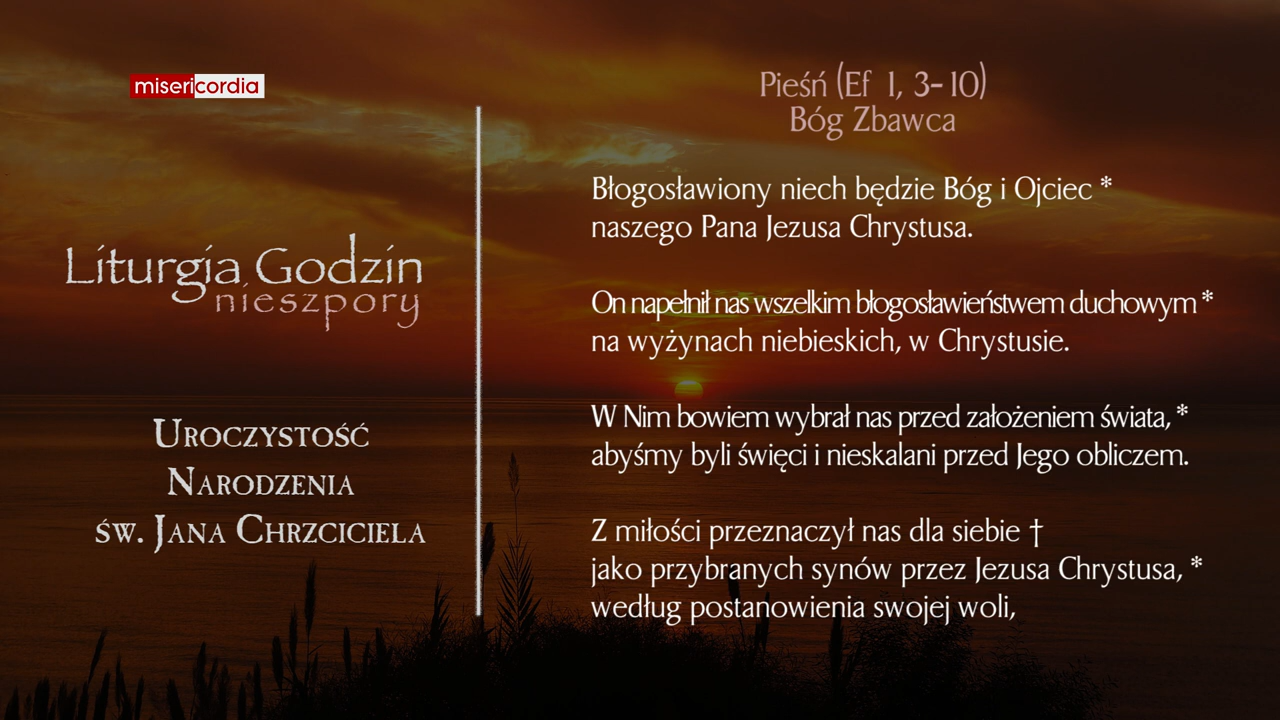 misericordia
Liturgia Godzin
nieszpory
Uroczystość
Narodzenia
św. Jana Chrzciciela
Pieśń (Ef 1, 3-10)
Bóg Zbawca
Błogosławiony niech będzie Bóg i Ojciec *
naszego Pana Jezusa Chrystusa.
On napełnił nas wszelkim błogosławieństwem duchowym *
na wyżynach niebieskich, w Chrystusie.
W Nim bowiem wybrał nas przed założeniem świata, *
abyśmy byli święci i nieskalani przed Jego obliczem.
Z miłości przeznaczył nas dla siebie †
jako przybranych synów przez Jezusa Chrystusa, *
według postanowienia swojej woli,